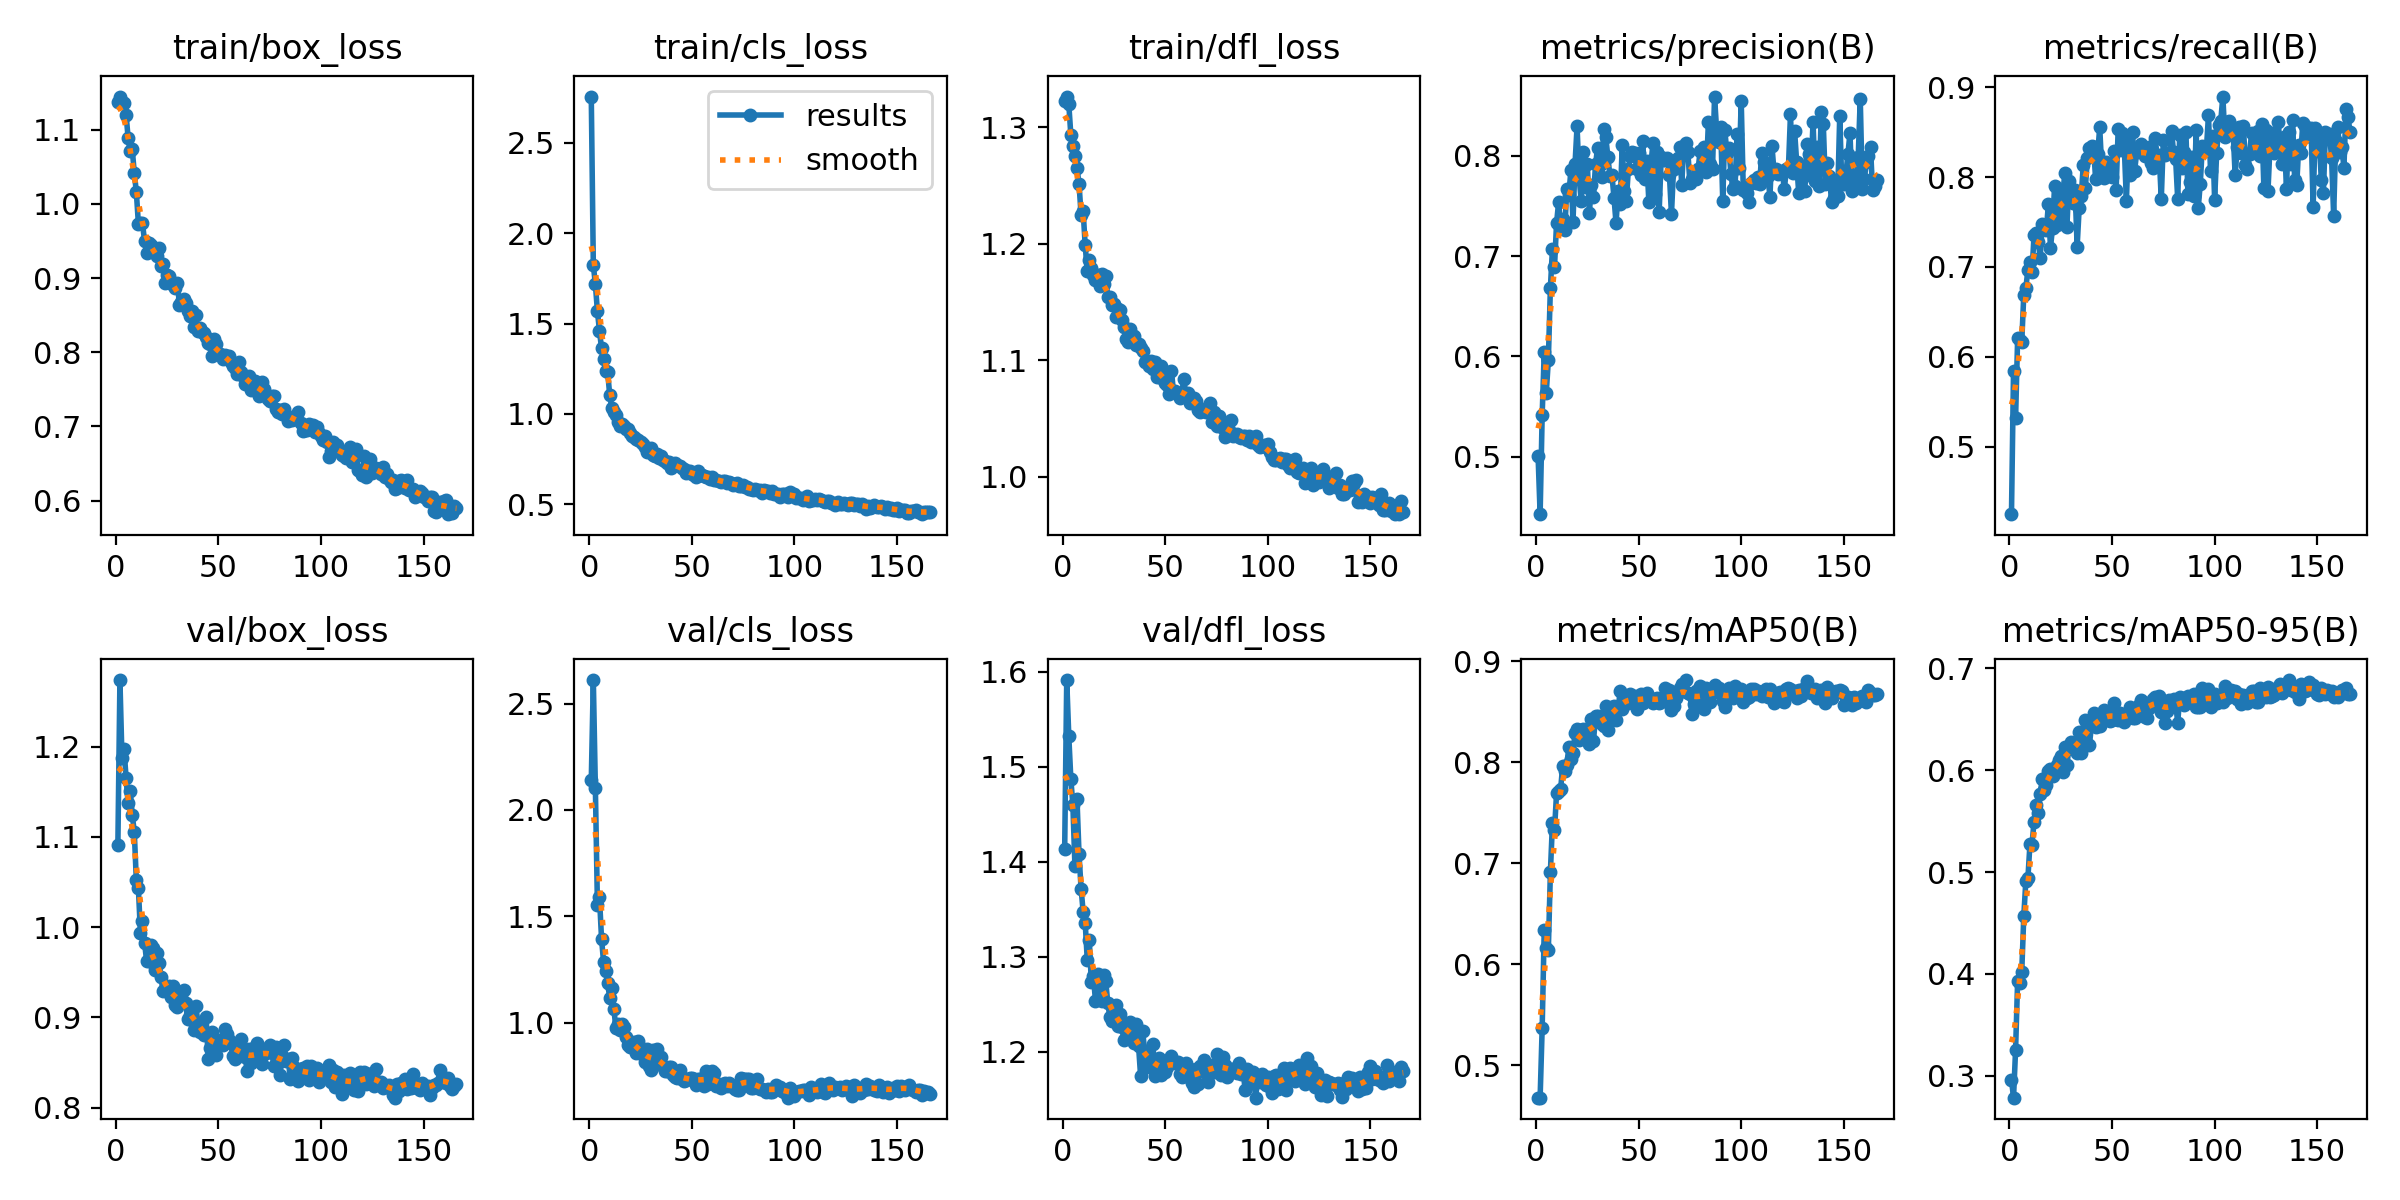 train/box_loss
1.1
1.0
0.9
0.8
0.7
0.6
0 50 100 150
train/cls_loss
results
smooth
2.5
2.0
1.5
1.0
0.5
0 50 100 150
train/dfl_loss
1.3
1.2
1.1
1.0
0 50 100 150
metrics/precision(B)
0.8
0.7
0.6
0.5
0 50 100 150
metrics/recall(B)
0.9
0.8
0.7
0.6
0.5
0 50 100 150
val/box_loss
1.2
1.1
1.0
0.9
0.8
0 50 100 150
val/cls_loss
2.5
2.0
1.5
1.0
0 50 100 150
val/dfl_loss
1.6
1.5
1.4
1.3
1.2
0 50 100 150
metrics/mAP50(B)
0.9
0.8
0.7
0.6
0.5
0 50 100 150
metrics/mAP50-95(B)
0.7
0.6
0.5
0.4
0.3
0 50 100 150